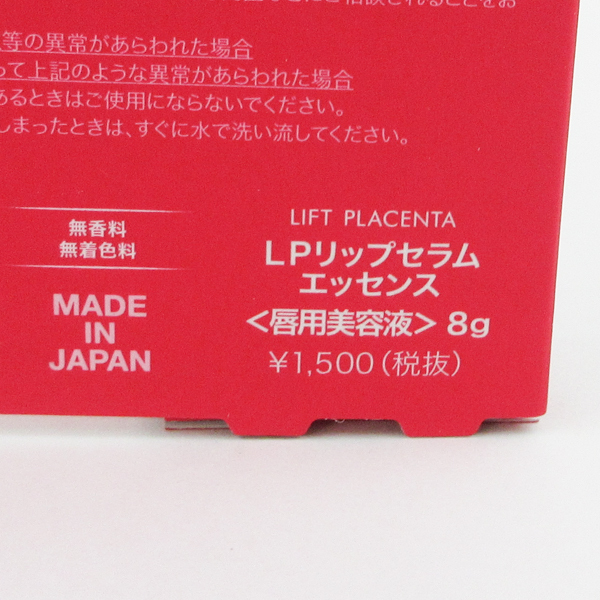 等の異常があらわれた場合
って上記のような異常があらわれた場合
あるときはご使用にならないでください。
しまったときは、すぐに水で洗い流してください。
無香料
無着色料
MADE
IN
JAPAN
LIFT PLACENTA
LPリップセラム
エッセンス
<唇用美容液> 8g
¥1,500(税抜)